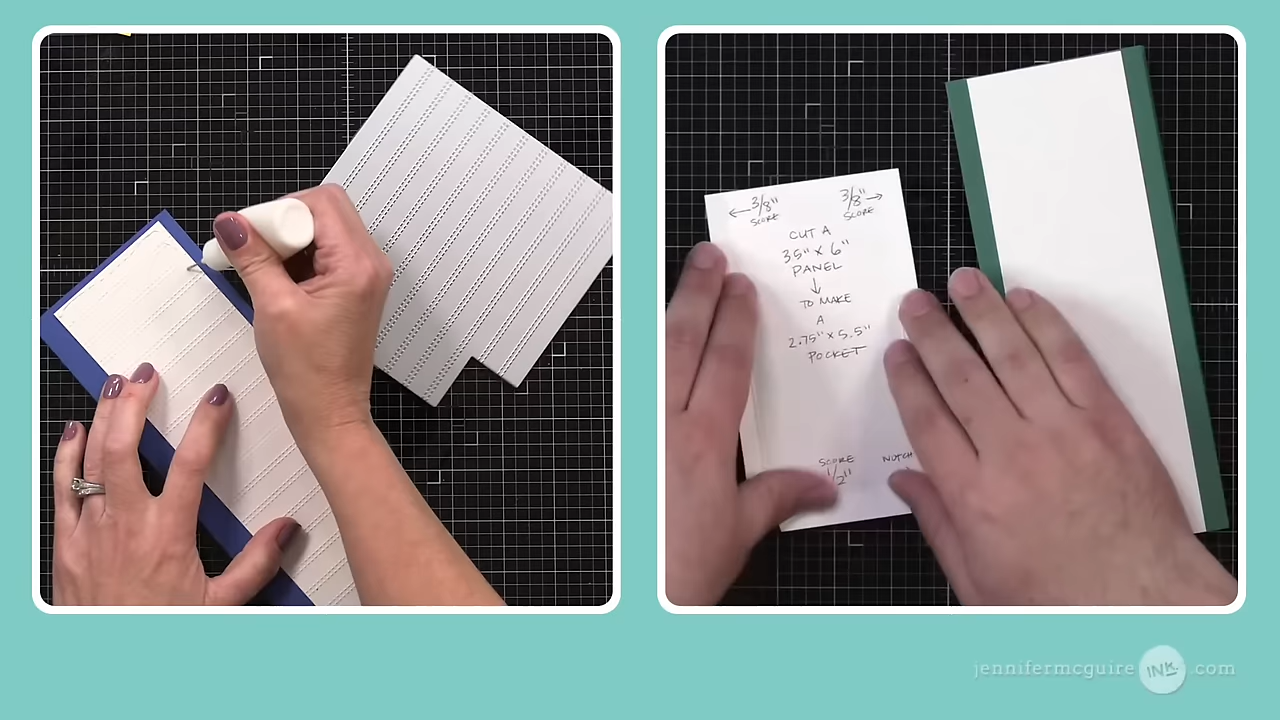 3/8" 3/8"
SCORE SCORE
CUT A
3.5" X 6"
PANEL
TO MAKE
A
2.75" X 5.5"
POCKET
SCORE NOTCH
1/2"
jennifermcguire INK .com